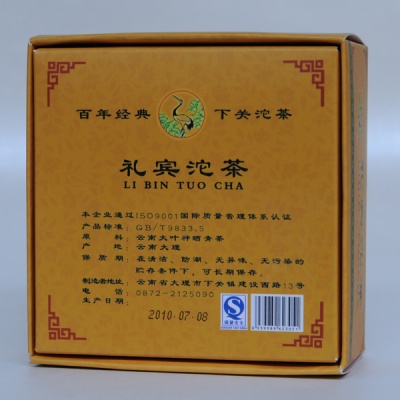 百年经典 下关沱茶
礼宾沱茶
LI BIN TUO CHA
本企业通过ISO9001国际质量管理体系认证
产品标准：GB/T9833.5
原料：云南大叶种晒青茶
产地：云南大理
保质期：在清洁、防潮、无异味、无污染的
贮存条件下，可长期保存。
制造者地址：云南省大理市下关镇建设西路13号
电话：0872-2125090
生产日期：
2010.07.08